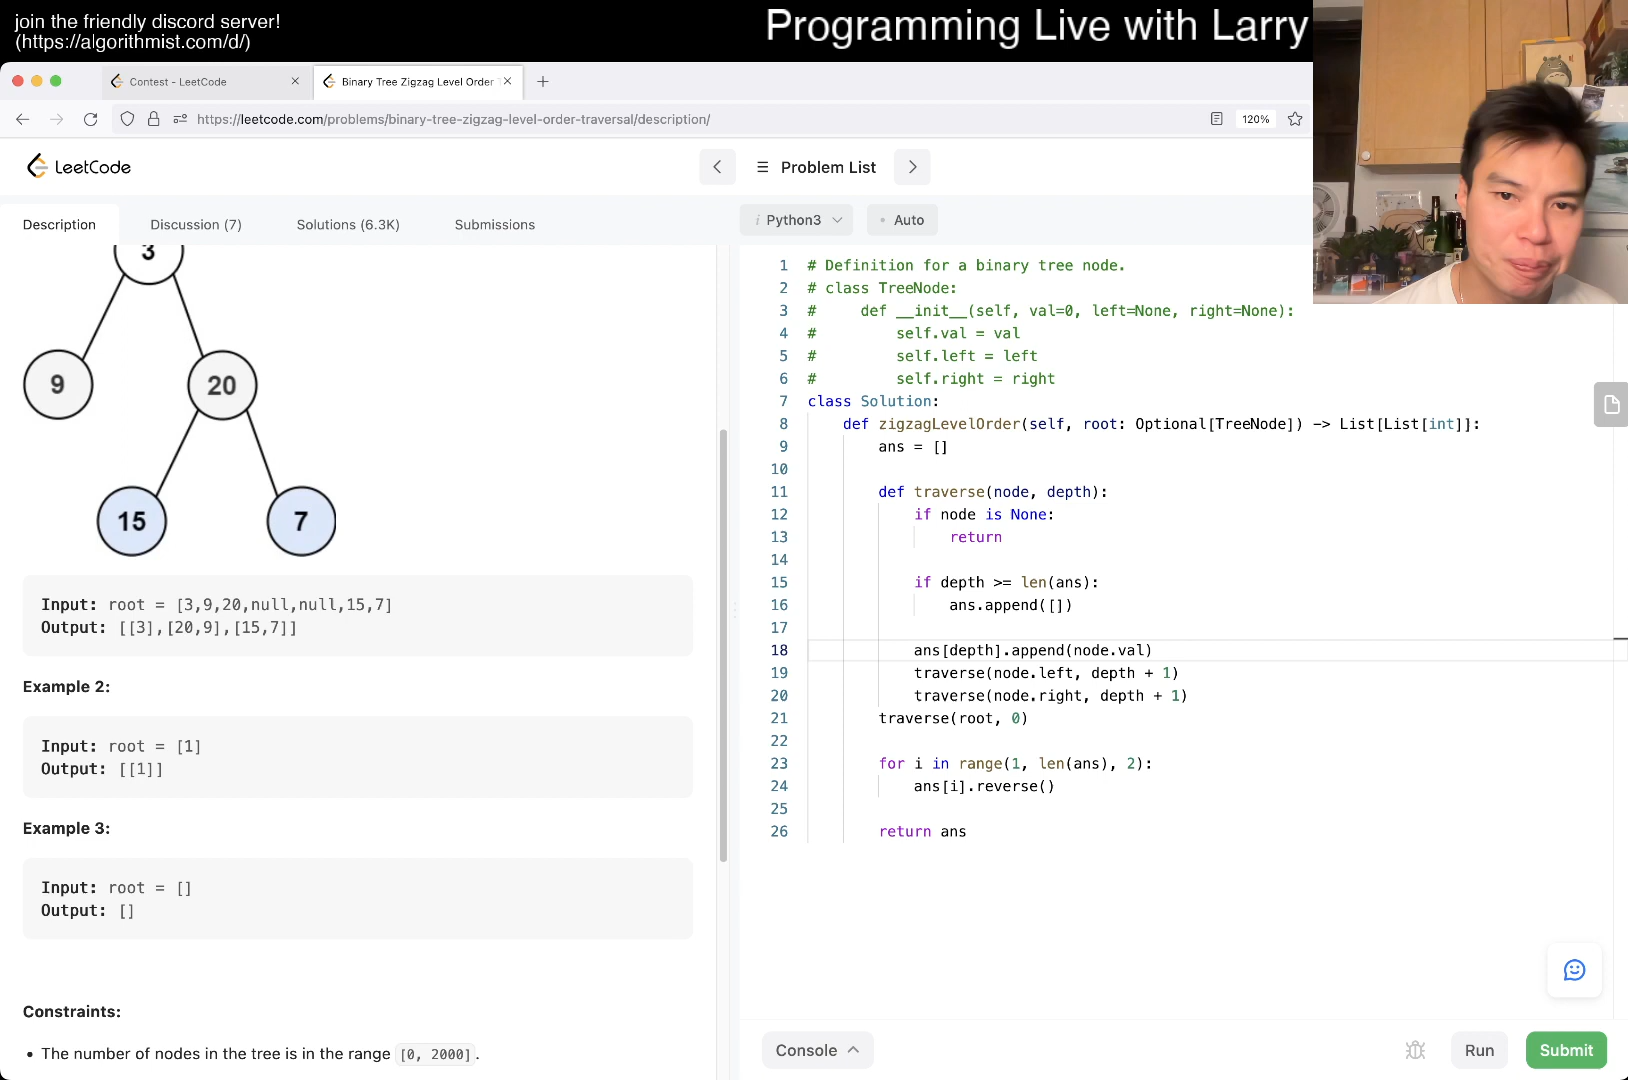 join the friendly discord server!
(https://algorithmist.com/d/)
Programming Live with Larry
Contest - LeetCode
Binary Tree Zigzag Level Order
https://leetcode.com/problems/binary-tree-zigzag-level-order-traversal/description/
120%
LeetCode
Problem List
Description
Discussion (7)
Solutions (6.3K)
Submissions
3
9
20
15
7
Input: root = [3,9,20,null,null,15,7]
Output: [[3],[20,9],[15,7]]
Example 2:
Input: root = [1]
Output: [[1]]
Example 3:
Input: root = []
Output: []
Constraints:
• The number of nodes in the tree is in the range [0, 2000].
i Python3
• Auto
1 # Definition for a binary tree node.
2 # class TreeNode:
3 #     def __init__(self, val=0, left=None, right=None):
4 #         self.val = val
5 #         self.left = left
6 #         self.right = right
7 class Solution:
8     def zigzagLevelOrder(self, root: Optional[TreeNode]) -> List[List[int]]:
9         ans = []
10
11         def traverse(node, depth):
12             if node is None:
13                 return
14
15             if depth >= len(ans):
16                 ans.append([])
17
18             ans[depth].append(node.val)
19             traverse(node.left, depth + 1)
20             traverse(node.right, depth + 1)
21         traverse(root, 0)
22
23         for i in range(1, len(ans), 2):
24             ans[i].reverse()
25
26         return ans
Console
Run
Submit